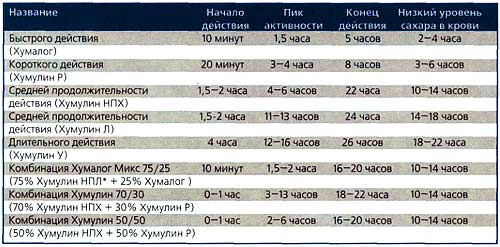 Название Начало действия Пик активности Конец действия Низкий уровень сахара в крови
Быстрого действия 10 минут 1,5 часа 5 часов 2–4 часа
(Хумалог)
Короткого действия 20 минут 3–4 часа 8 часов 3–6 часов
(Хумулин Р)
Средней продолжительности 1,5–2 часа 4–6 часов 22 часа 10–14 часов
действия (Хумулин НПХ)
Средней продолжительности 1,5-2 часа 11–13 часов 24 часа 14–18 часов
действия (Хумулин Л)
Длительного действия 4 часа 12–16 часов 26 часов 18–22 часа
(Хумулин У)
Комбинация Хумалог Микс 75/25 10 минут 1,5–2 часа 16–20 часов 10–14 часов
(75% Хумулин НПЛ* + 25% Хумалог )
Комбинация Хумулин 70/30 0–1 час 3–13 часов 18–22 часа 10–14 часов
(70% Хумулин НПХ + 30% Хумулин Р)
Комбинация Хумулин 50/50 0–1 час 2–6 часов 16–20 часов 10–14 часов
(50% Хумулин НПХ + 50% Хумулин Р)